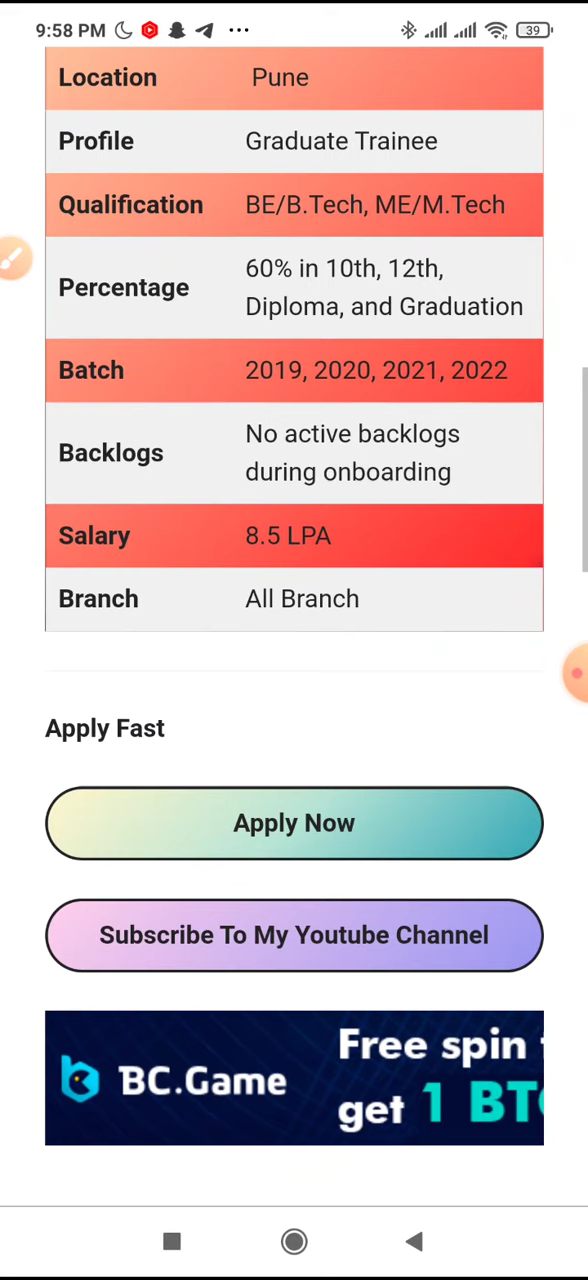 9:58 PM
39
Location Pune
Profile Graduate Trainee
Qualification BE/B.Tech, ME/M.Tech
Percentage 60% in 10th, 12th,
Diploma, and Graduation
Batch 2019, 2020, 2021, 2022
Backlogs No active backlogs
during onboarding
Salary 8.5 LPA
Branch All Branch
Apply Fast
Apply Now
Subscribe To My Youtube Channel
BC.Game
Free spin
get 1 BT